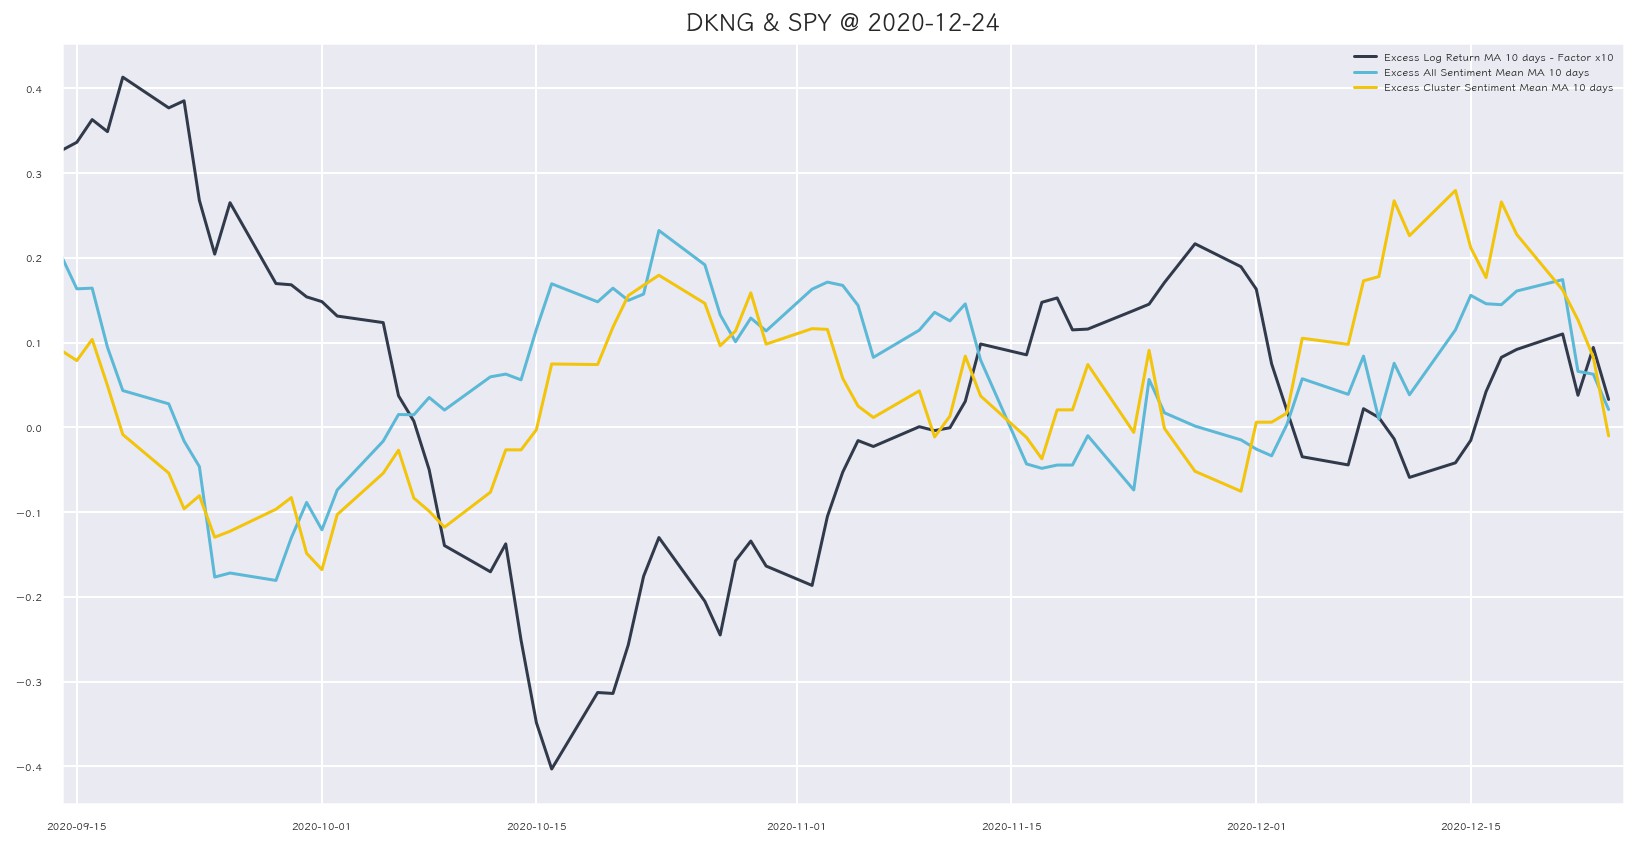 DKNG & SPY @ 2020-12-24
Excess Log Return MA 10 days - Factor x10
Excess All Sentiment Mean MA 10 days
Excess Cluster Sentiment Mean MA 10 days
0.4
0.3
0.2
0.1
0.0
−0.1
−0.2
−0.3
−0.4
2020-09-15 2020-10-01 2020-10-15 2020-11-01 2020-11-15 2020-12-01 2020-12-15